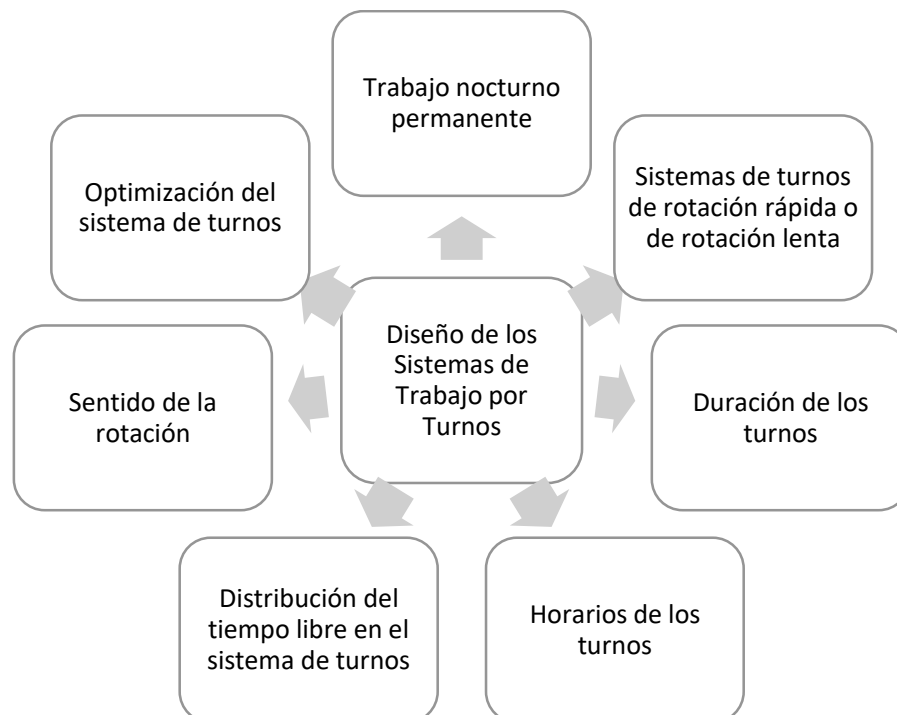 Trabajo nocturno
permanente
Sistemas de turnos
de rotación rápida o
de rotación lenta
Duración de los
turnos
Horarios de los
turnos
Distribución del
tiempo libre en el
sistema de turnos
Sentido de la
rotación
Optimización del
sistema de turnos
Diseño de los
Sistemas de
Trabajo por
Turnos